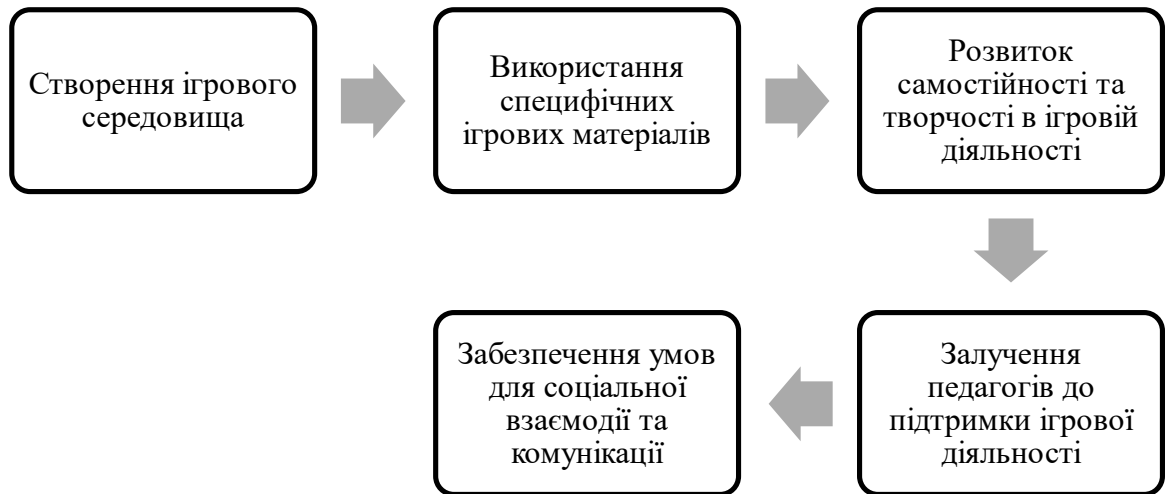 Створення ігрового
середовища
Використання
специфічних
ігрових матеріалів
Розвиток
самостійності та
творчості в ігровій
діяльності
Залучення
педагогів до
підтримки ігрової
діяльності
Забезпечення умов
для соціальної
взаємодії та
комунікації